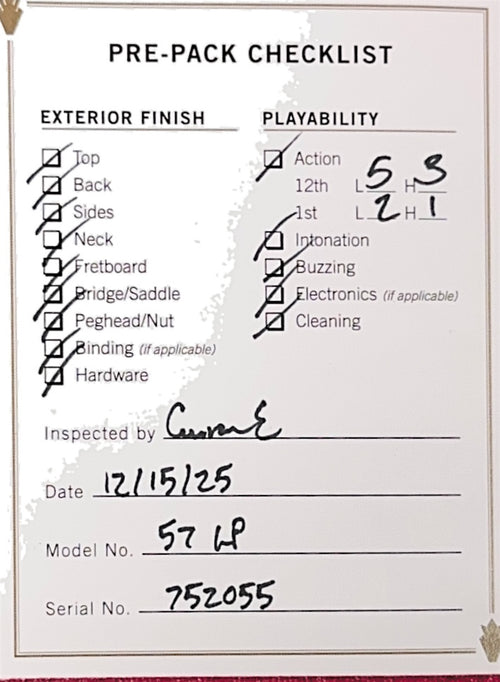 PRE-PACK CHECKLIST
EXTERIOR FINISH
Top
Back
Sides
Neck
Fretboard
Bridge/Saddle
Peghead/Nut
Binding (if applicable)
Hardware
PLAYABILITY
Action
12th L 5 H 3
1st L 2 H 1
Intonation
Buzzing
Electronics (if applicable)
Cleaning
Inspected by
Date 12/15/25
Model No. 57 LP
Serial No. 752055